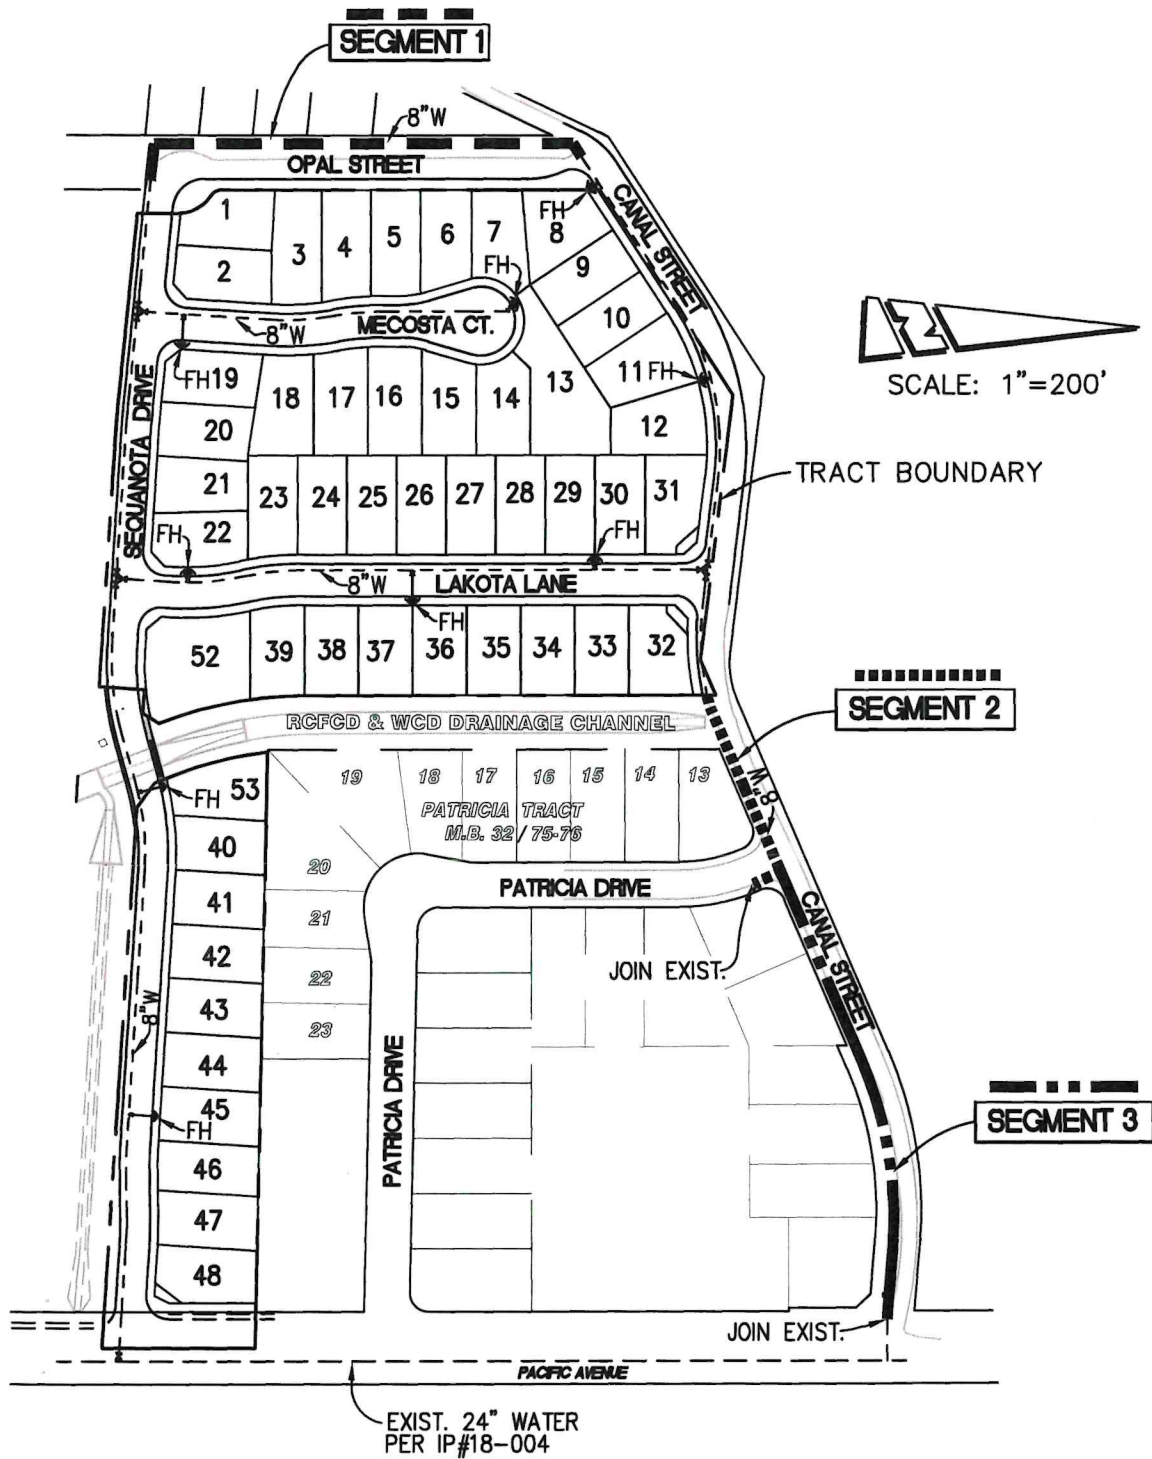 SEGMENT 1
8"W
OPAL STREET
CANAL STREET
FH
1
2
3
4
5
6
7
8
9
10
11
FH
12
13
FH
8"W
MECOSTA CT.
SEQUANOTA DRIVE
FH
19
18
17
16
15
14
20
21
22
23
24
25
26
27
28
29
30
31
FH
FH
8"W
LAKOTA LANE
FH
52
39
38
37
36
35
34
33
32
N
SCALE: 1"=200'
TRACT BOUNDARY
SEGMENT 2
RCFCD & WCD DRAINAGE CHANNEL
8"W
FH
53
19
18
17
16
15
14
13
PATRICIA TRACT
M.B. 32 / 75-76
40
20
PATRICIA DRIVE
41
21
CANAL STREET
42
22
JOIN EXIST.
43
23
8"W
44
PATRICIA DRIVE
45
FH
SEGMENT 3
46
47
48
JOIN EXIST.
PACIFIC AVENUE
EXIST. 24" WATER
PER IP#18-004